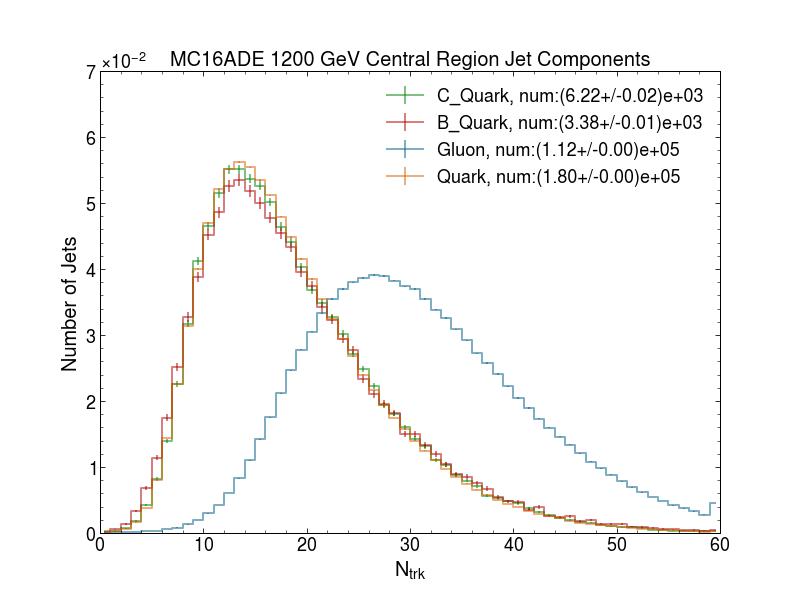 ×10⁻² MC16ADE 1200 GeV Central Region Jet Components
7
6
5
4
3
2
1
0
Number of Jets
C_Quark, num:(6.22+/-0.02)e+03
B_Quark, num:(3.38+/-0.01)e+03
Gluon, num:(1.12+/-0.00)e+05
Quark, num:(1.80+/-0.00)e+05
0 10 20 30 40 50 60
N_trk